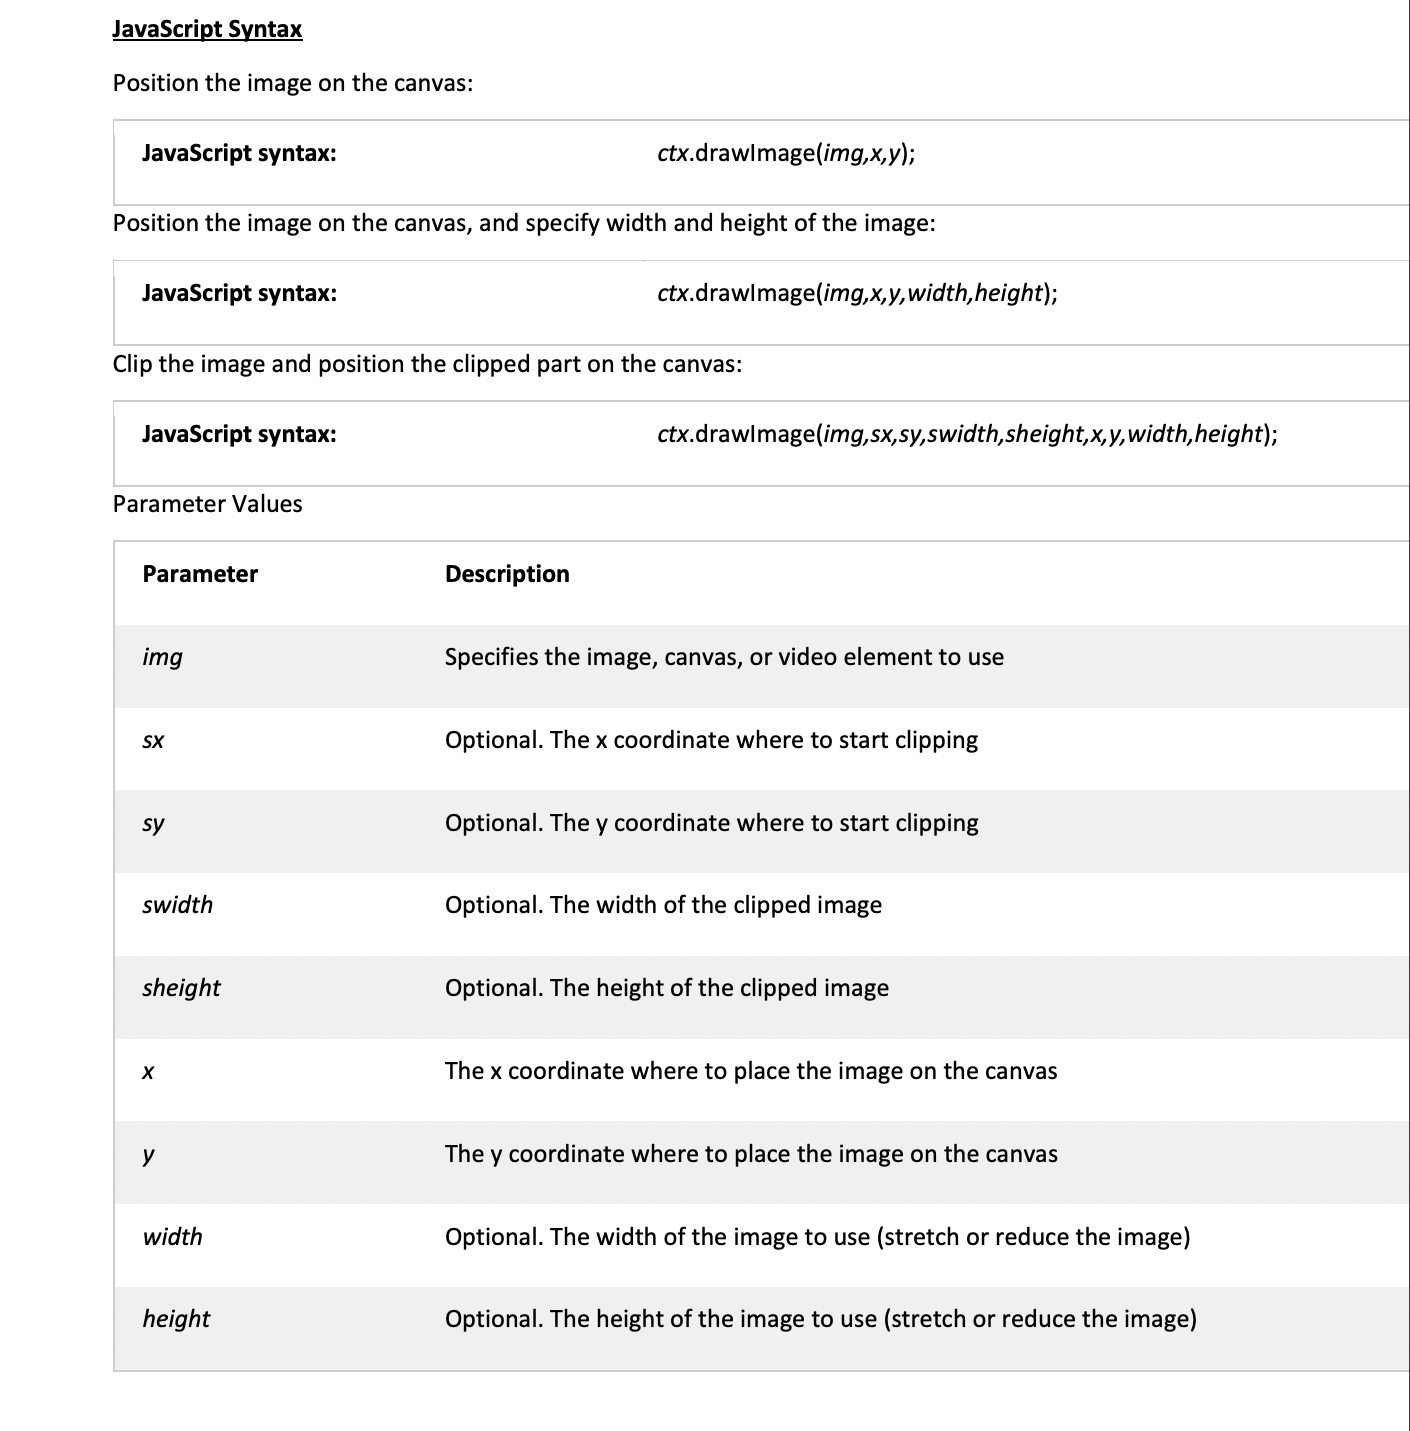 JavaScript Syntax
Position the image on the canvas:
JavaScript syntax: ctx.drawImage(img,x,y);
Position the image on the canvas, and specify width and height of the image:
JavaScript syntax: ctx.drawImage(img,x,y,width,height);
Clip the image and position the clipped part on the canvas:
JavaScript syntax: ctx.drawImage(img,sx,sy,swidth,sheight,x,y,width,height);
Parameter Values
Parameter Description
img Specifies the image, canvas, or video element to use
sx Optional. The x coordinate where to start clipping
sy Optional. The y coordinate where to start clipping
swidth Optional. The width of the clipped image
sheight Optional. The height of the clipped image
x The x coordinate where to place the image on the canvas
y The y coordinate where to place the image on the canvas
width Optional. The width of the image to use (stretch or reduce the image)
height Optional. The height of the image to use (stretch or reduce the image)